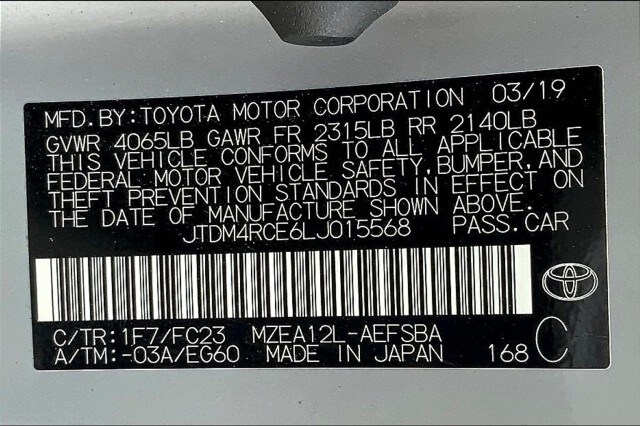 MFD.BY:TOYOTA MOTOR CORPORATION 03/19
GVWR 4065LB GAWR FR 2315LB RR 2140LB
THIS VEHICLE CONFORMS TO ALL APPLICABLE
FEDERAL MOTOR VEHICLE SAFETY,BUMPER,AND
THEFT PREVENTION STANDARDS IN EFFECT ON
THE DATE OF MANUFACTURE SHOWN ABOVE.
JTDM4RCE6LJ015568 PASS.CAR
C/TR:1F7/FC23 MZEA12L-AEFSBA
A/TM:-03A/EG60 MADE IN JAPAN 168 C